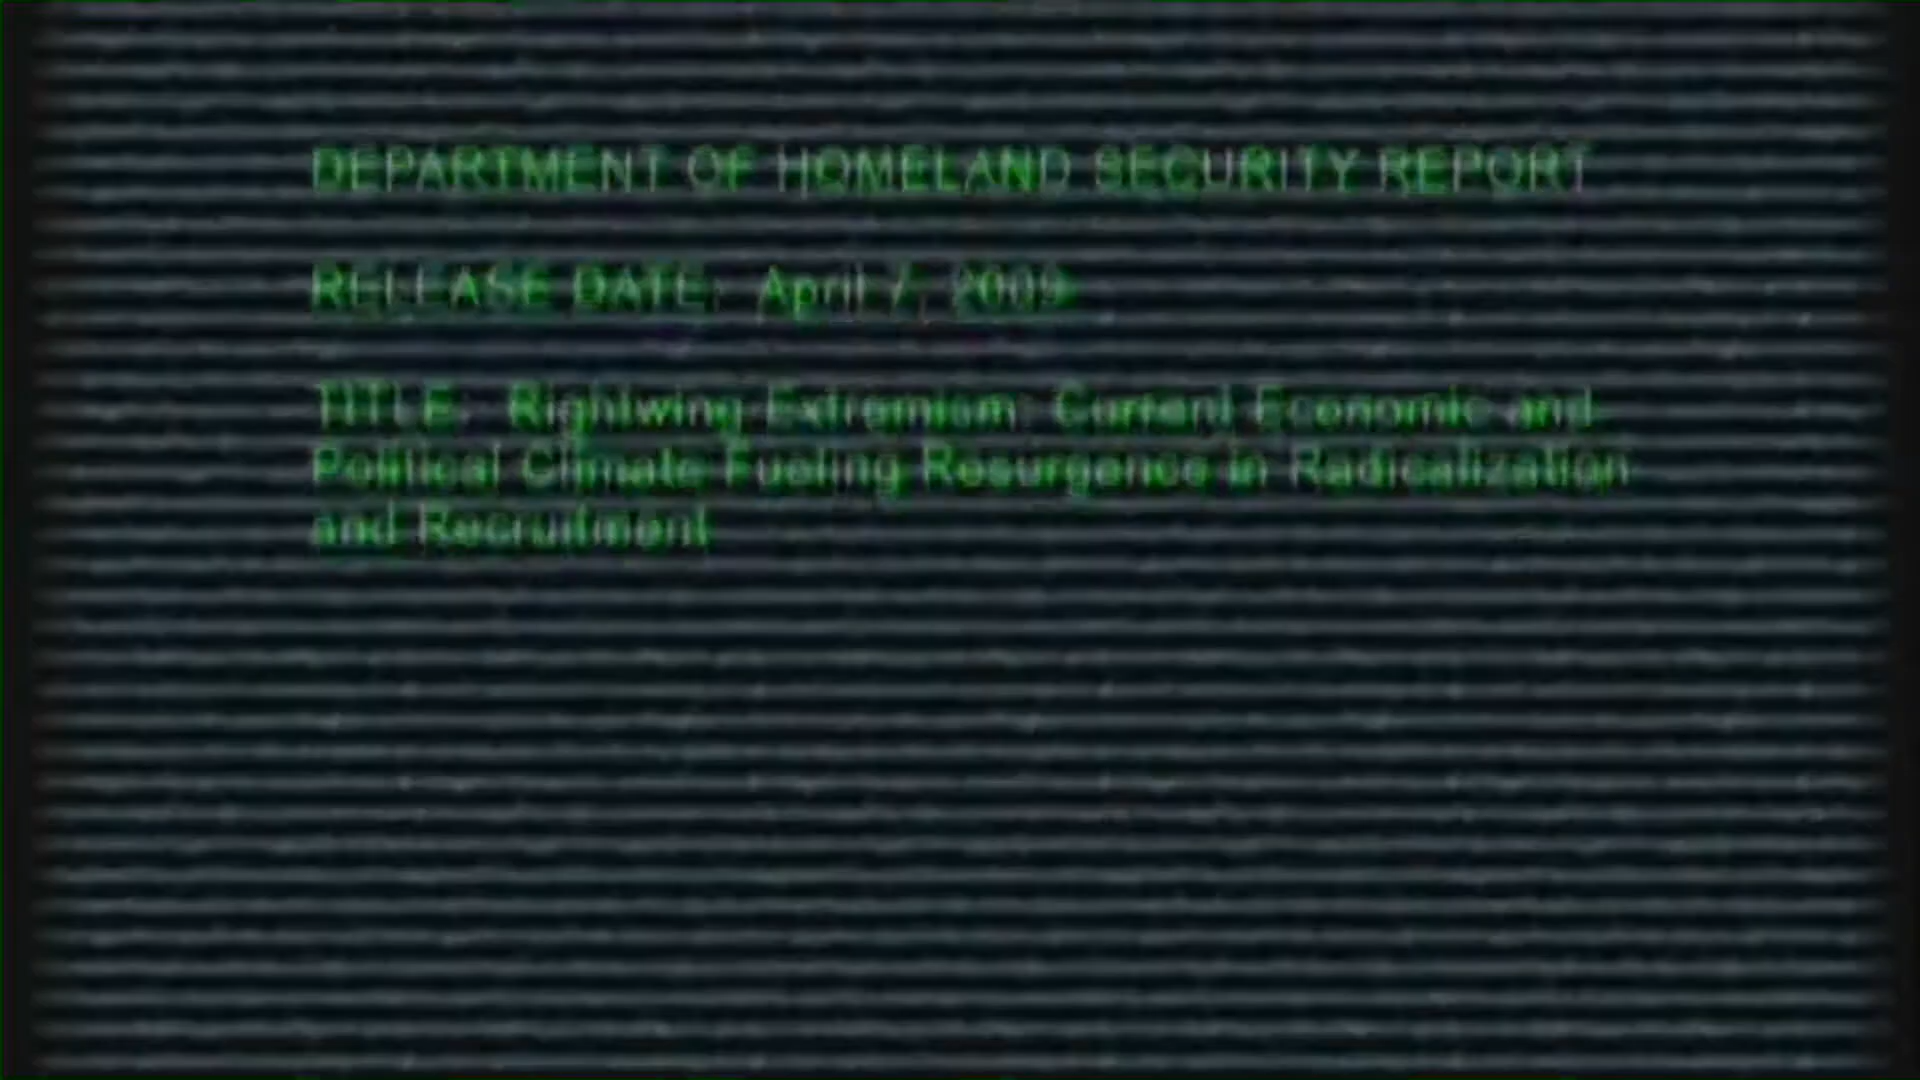 DEPARTMENT OF HOMELAND SECURITY REPORT
RELEASE DATE: April 7, 2009
TITLE: Rightwing Extremism: Current Economic and
Political Climate Fueling Resurgence in Radicalization
and Recruitment